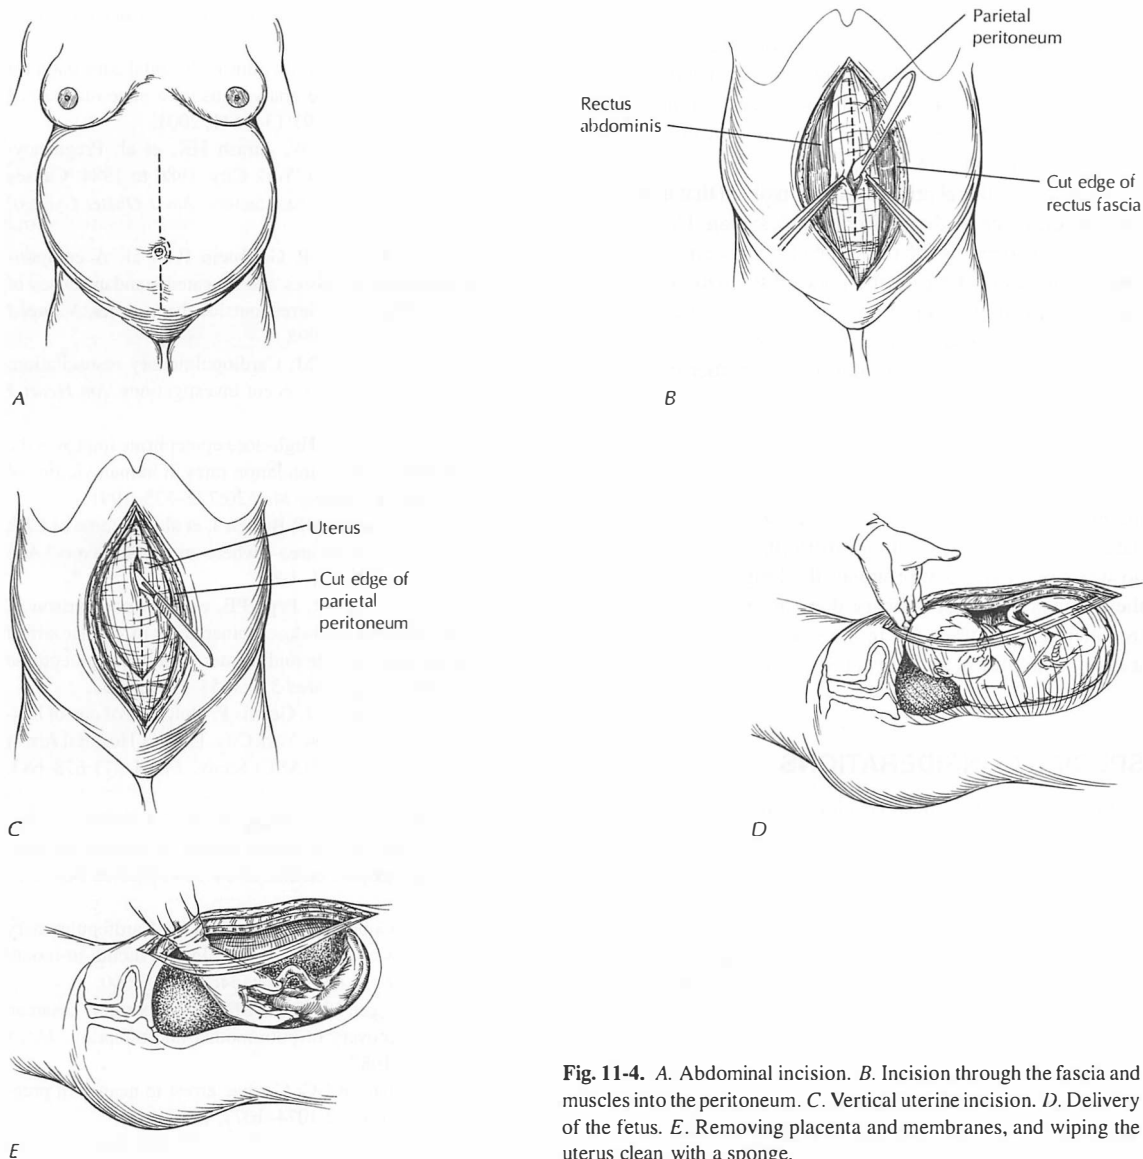 Parietal
peritoneum
Rectus
abdominis
Cut edge of
rectus fascia
A
B
Uterus
Cut edge of
parietal
peritoneum
C
D
E
Fig. 11-4. A. Abdominal incision. B. Incision through the fascia and
muscles into the peritoneum. C. Vertical uterine incision. D. Delivery
of the fetus. E. Removing placenta and membranes, and wiping the
uterus clean with a sponge.